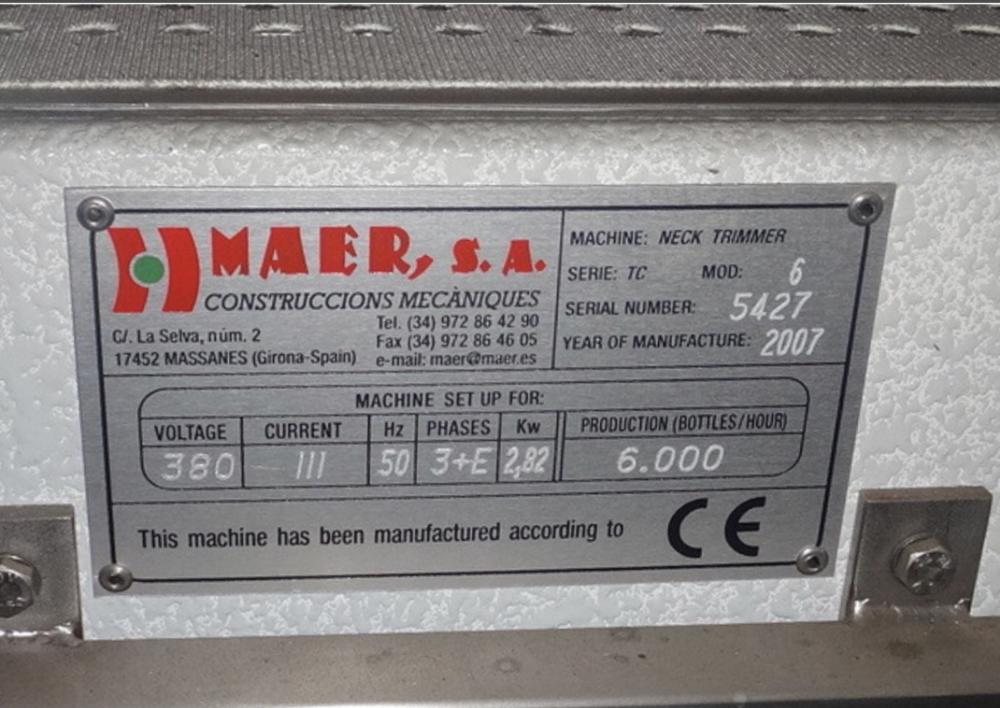 MAER, S.A.
CONSTRUCCIONS MECÀNIQUES
C/. La Selva, núm. 2
17452 MASSANES (Girona-Spain)
Tel. (34) 972 86 42 90
Fax (34) 972 86 46 05
e-mail: maer@maer.es
MACHINE: NECK TRIMMER
SERIE: TC MOD: 6
SERIAL NUMBER: 5427
YEAR OF MANUFACTURE: 2007
MACHINE SET UP FOR:
VOLTAGE CURRENT Hz PHASES Kw PRODUCTION (BOTTLES/HOUR)
380 III 50 3+E 2,82 6.000
This machine has been manufactured according to CE